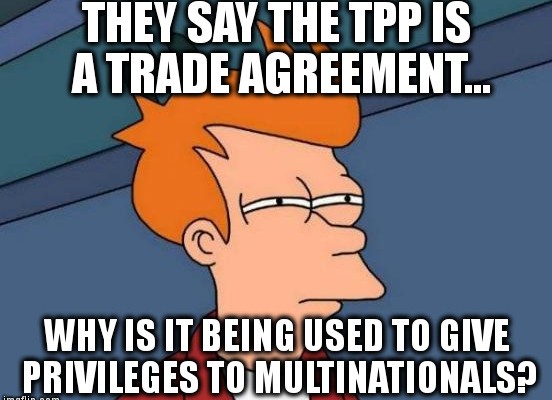 THEY SAY THE TPP IS
A TRADE AGREEMENT...
WHY IS IT BEING USED TO GIVE
PRIVILEGES TO MULTINATIONALS?
imgflip.com